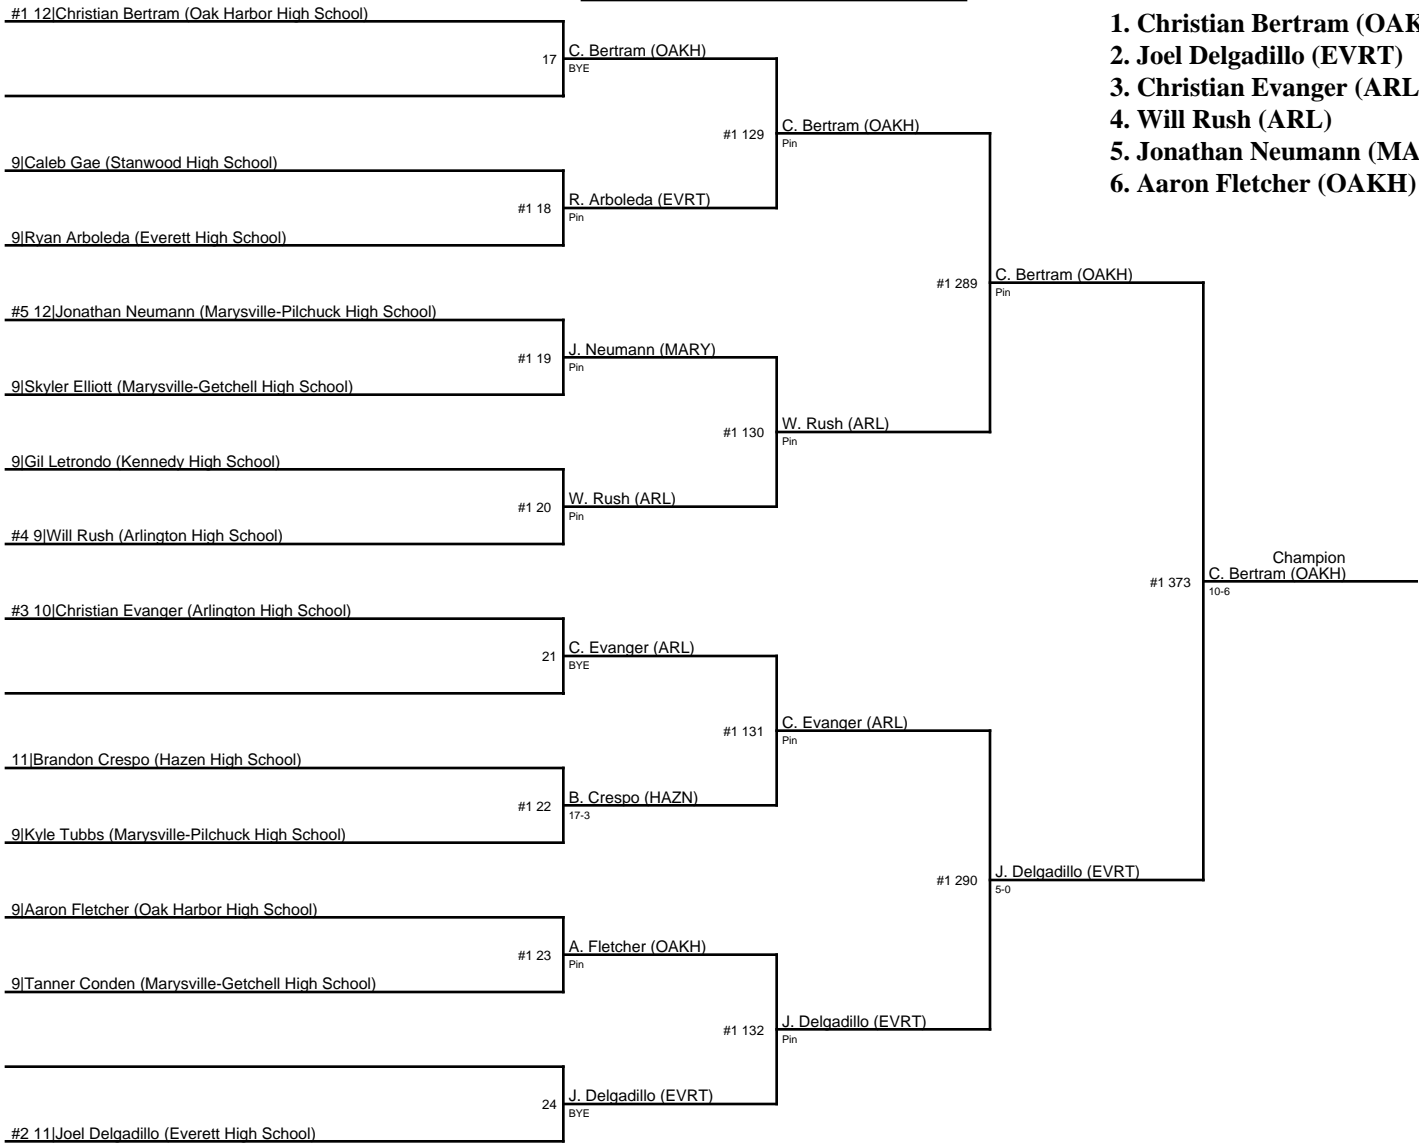 #1 12|Christian Bertram (Oak Harbor High School)
17
C. Bertram (OAKH)
BYE
#1 129
C. Bertram (OAKH)
Pin
9|Caleb Gae (Stanwood High School)
#1 18
R. Arboleda (EVRT)
Pin
9|Ryan Arboleda (Everett High School)
#1 289
C. Bertram (OAKH)
Pin
#5 12|Jonathan Neumann (Marysville-Pilchuck High School)
#1 19
J. Neumann (MARY)
Pin
9|Skyler Elliott (Marysville-Getchell High School)
#1 130
W. Rush (ARL)
Pin
9|Gil Letrondo (Kennedy High School)
#1 20
W. Rush (ARL)
Pin
#4 9|Will Rush (Arlington High School)
#1 373
Champion
C. Bertram (OAKH)
10-6
#3 10|Christian Evanger (Arlington High School)
21
C. Evanger (ARL)
BYE
#1 131
C. Evanger (ARL)
Pin
11|Brandon Crespo (Hazen High School)
#1 22
B. Crespo (HAZN)
17-3
9|Kyle Tubbs (Marysville-Pilchuck High School)
#1 290
J. Delgadillo (EVRT)
5-0
9|Aaron Fletcher (Oak Harbor High School)
#1 23
A. Fletcher (OAKH)
Pin
9|Tanner Conden (Marysville-Getchell High School)
#1 132
J. Delgadillo (EVRT)
Pin
24
J. Delgadillo (EVRT)
BYE
#2 11|Joel Delgadillo (Everett High School)
1. Christian Bertram (OAK
2. Joel Delgadillo (EVRT)
3. Christian Evanger (ARL
4. Will Rush (ARL)
5. Jonathan Neumann (MA
6. Aaron Fletcher (OAKH)